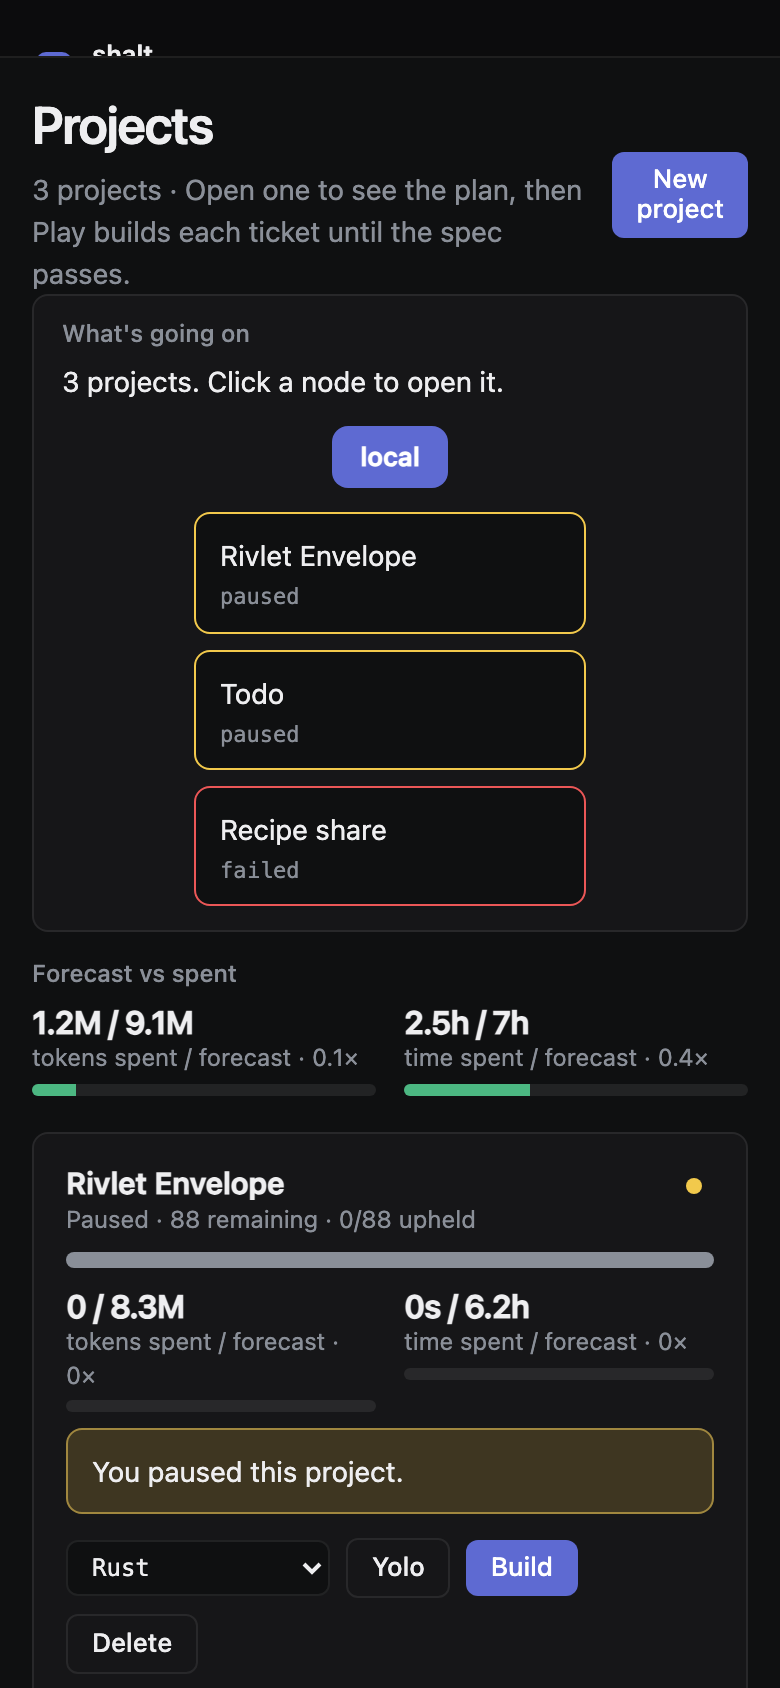 shalt
Projects
3 projects · Open one to see the plan, then
Play builds each ticket until the spec
passes.
New
project
What's going on
3 projects. Click a node to open it.
local
Rivlet Envelope
paused
Todo
paused
Recipe share
failed
Forecast vs spent
1.2M / 9.1M
tokens spent / forecast · 0.1×
2.5h / 7h
time spent / forecast · 0.4×
Rivlet Envelope
Paused · 88 remaining · 0/88 upheld
0 / 8.3M
tokens spent / forecast ·
0×
0s / 6.2h
time spent / forecast · 0×
You paused this project.
Rust
Yolo
Build
Delete